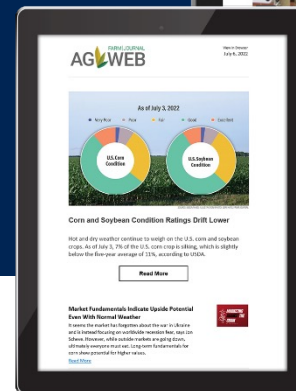 FARM JOURNAL
AGWEB
July 6, 2022
As of July 3, 2022
Very Poor Poor Fair Good Excellent
U.S. Corn
Condition
U.S. Soybean
Condition
Corn and Soybean Condition Ratings Drift Lower
Hot and dry weather continue to weigh on the U.S. corn and soybean
crops. As of July 3, 7% of the U.S. corn crop is silking, which is slightly
below the five-year average of 11%, according to USDA.
Read More
Market Fundamentals Indicate Upside Potential
Even With Normal Weather
It seems the market has forgotten about the war in Ukraine
and is instead focusing on worldwide recession fear, says Jon
Scheve. However, while outside markets are going down,
ultimately everyone must eat. Long-term fundamentals for
corn show potential for higher values.
Read More
MARKETING
THE